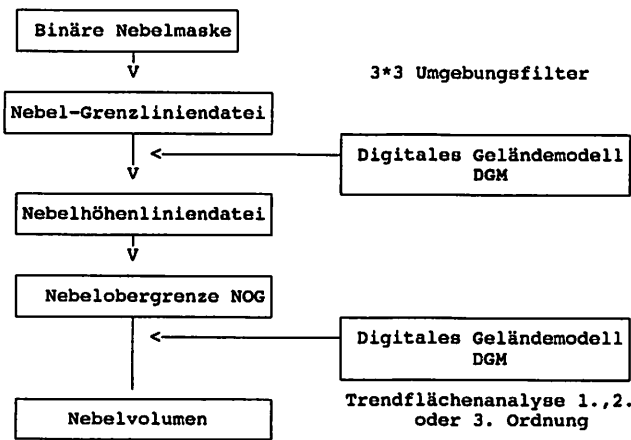 Binäre Nebelmaske
V
3*3 Umgebungsfilter
Nebel-Grenzliniendatei
<
Digitales Geländemodell
DGM
V
Nebelhöhenliniendatei
V
Nebelobergrenze NOG
<
Digitales Geländemodell
DGM
Trendflächenanalyse 1.,2.
oder 3. Ordnung
Nebelvolumen